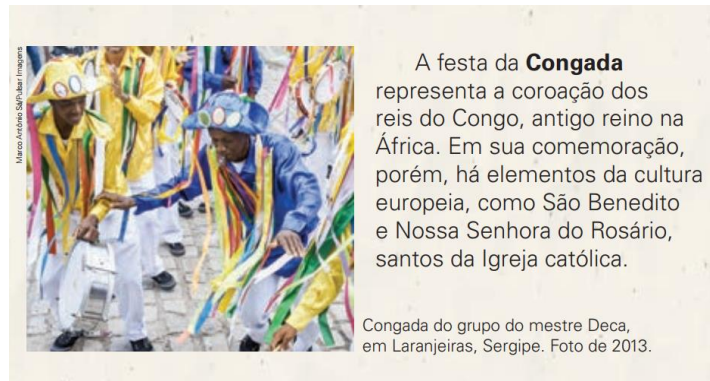 Marco Antônio Sá/Pulsar Imagens
A festa da Congada
representa a coroação dos
reis do Congo, antigo reino na
África. Em sua comemoração,
porém, há elementos da cultura
europeia, como São Benedito
e Nossa Senhora do Rosário,
santos da Igreja católica.
Congada do grupo do mestre Deca,
em Laranjeiras, Sergipe. Foto de 2013.